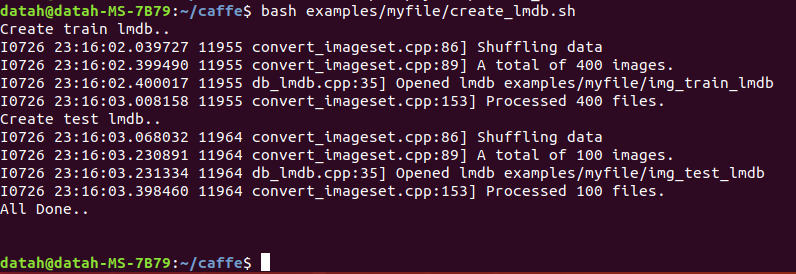 datah@datah-MS-7B79:~/caffe$ bash examples/myfile/create_lmdb.sh
Create train lmdb..
I0726 23:16:02.039727 11955 convert_imageset.cpp:86] Shuffling data
I0726 23:16:02.399490 11955 convert_imageset.cpp:89] A total of 400 images.
I0726 23:16:02.400017 11955 db_lmdb.cpp:35] Opened lmdb examples/myfile/img_train_lmdb
I0726 23:16:03.008158 11955 convert_imageset.cpp:153] Processed 400 files.
Create test lmdb..
I0726 23:16:03.068032 11964 convert_imageset.cpp:86] Shuffling data
I0726 23:16:03.230891 11964 convert_imageset.cpp:89] A total of 100 images.
I0726 23:16:03.231334 11964 db_lmdb.cpp:35] Opened lmdb examples/myfile/img_test_lmdb
I0726 23:16:03.398460 11964 convert_imageset.cpp:153] Processed 100 files.
All Done..
datah@datah-MS-7B79:~/caffe$